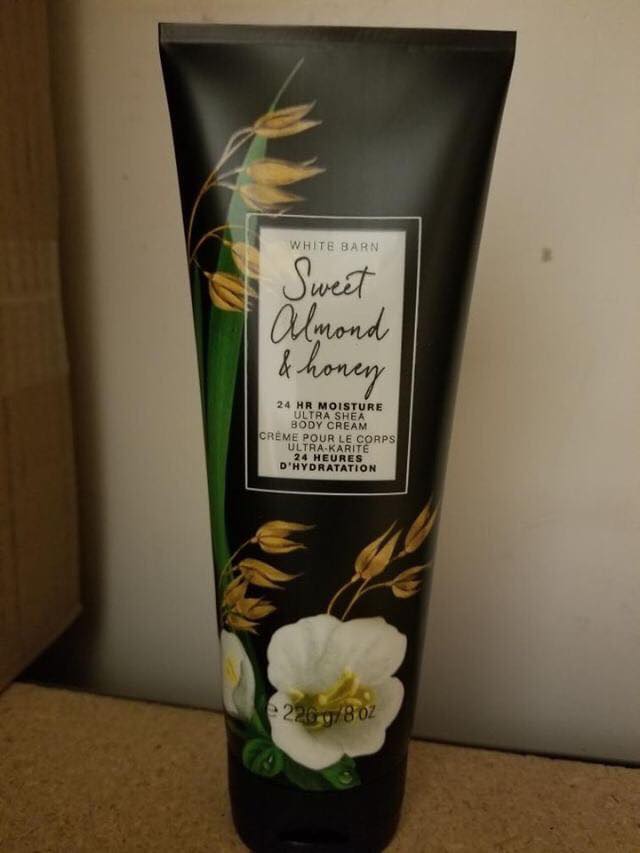 WHITE BARN
Sweet
Almond
& honey
24 HR MOISTURE
ULTRA SHEA
BODY CREAM
CRÈME POUR LE CORPS
ULTRA-KARITÉ
24 HEURES
D'HYDRATATION
e 226 g/8 oz